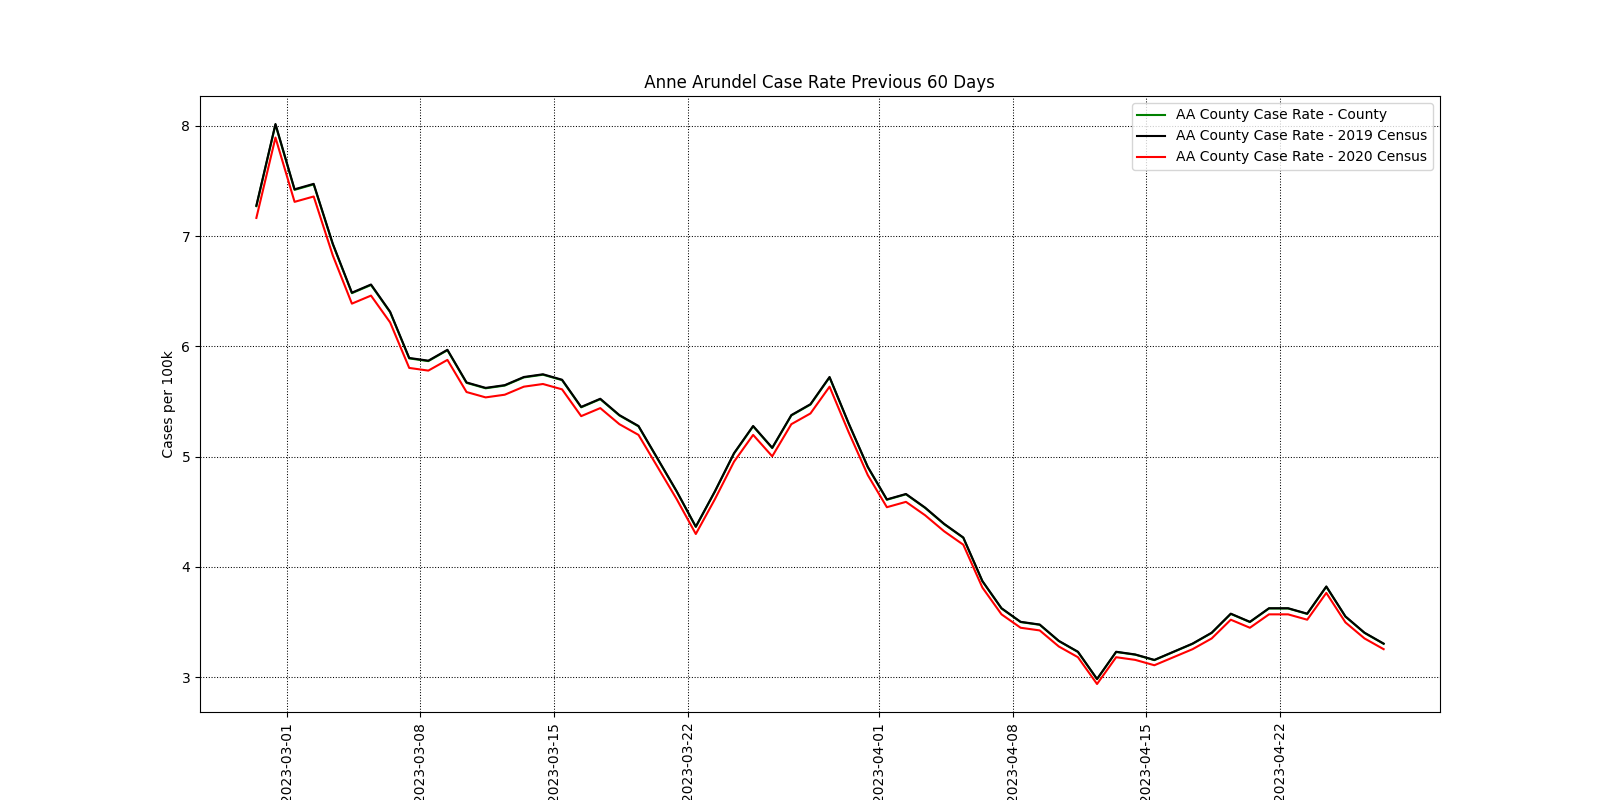 Anne Arundel Case Rate Previous 60 Days
AA County Case Rate - County
AA County Case Rate - 2019 Census
AA County Case Rate - 2020 Census
Cases per 100k
8
7
6
5
4
3
2023-03-01
2023-03-08
2023-03-15
2023-03-22
2023-04-01
2023-04-08
2023-04-15
2023-04-22